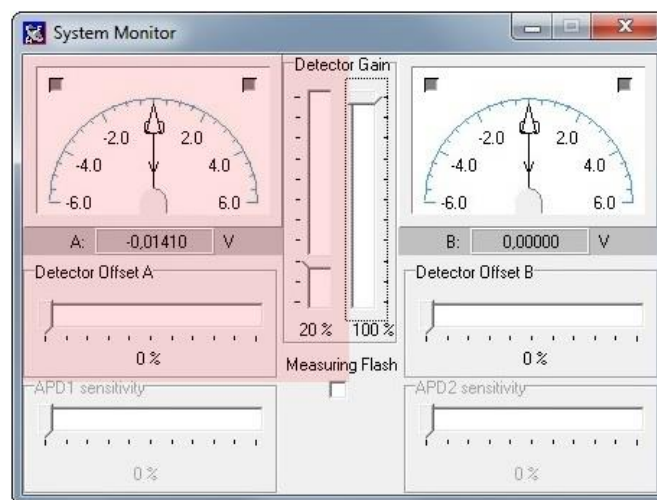 System Monitor
Detector Gain
-2.0 2.0
-4.0 4.0
-6.0 6.0
-2.0 2.0
-4.0 4.0
-6.0 6.0
A: -0,01410 V
B: 0,00000 V
Detector Offset A
Detector Offset B
20 % 100 %
0 %
0 %
Measuring Flash
APD1 sensitivity
APD2 sensitivity
0 %
0 %